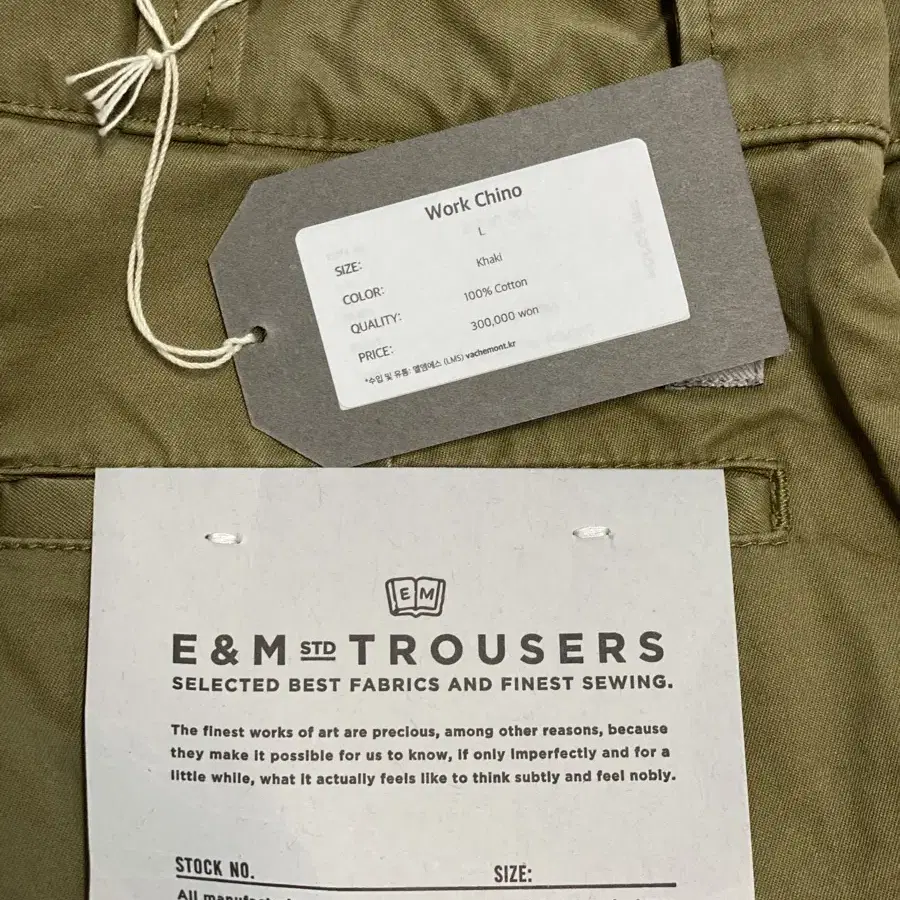 Work Chino
L
SIZE:
Khaki
COLOR:
100% Cotton
QUALITY:
300,000 won
PRICE:
*수입 및 유통: 엘엠에스 (LMS) vachemont.kr
E M
E & M STD TROUSERS
SELECTED BEST FABRICS AND FINEST SEWING.
The finest works of art are precious, among other reasons, because
they make it possible for us to know, if only imperfectly and for a
little while, what it actually feels like to think subtly and feel nobly.
STOCK NO.
SIZE:
All